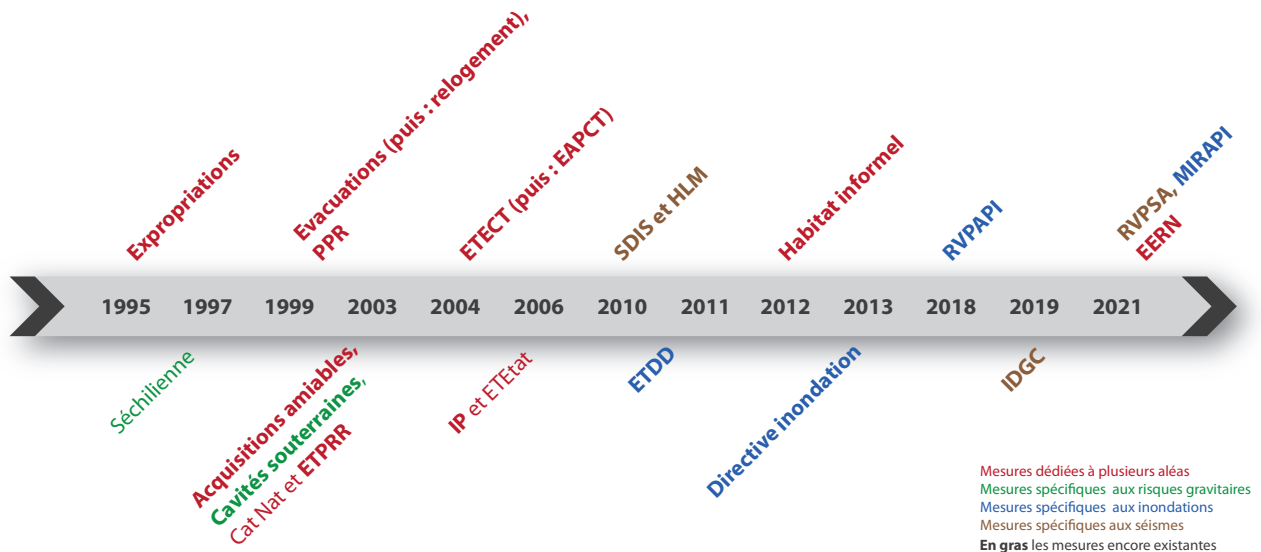 Expropriations
Evacuations (puis : relogement),
PPR
ETECT (puis : EAPCT)
SDIS et HLM
Habitat informel
RVPAPI
RVPSA, MIRAPI
EERN
1995 1997 1999 2003 2004 2006 2010 2011 2012 2013 2018 2019 2021
Séchilienne
Acquisitions amiables,
Cavités souterraines,
Cat Nat et ETPRR
IP et ETEtat
ETDD
Directive inondation
IDGC
Mesures dédiées à plusieurs aléas
Mesures spécifiques aux risques gravitaires
Mesures spécifiques aux inondations
Mesures spécifiques aux séismes
En gras les mesures encore existantes